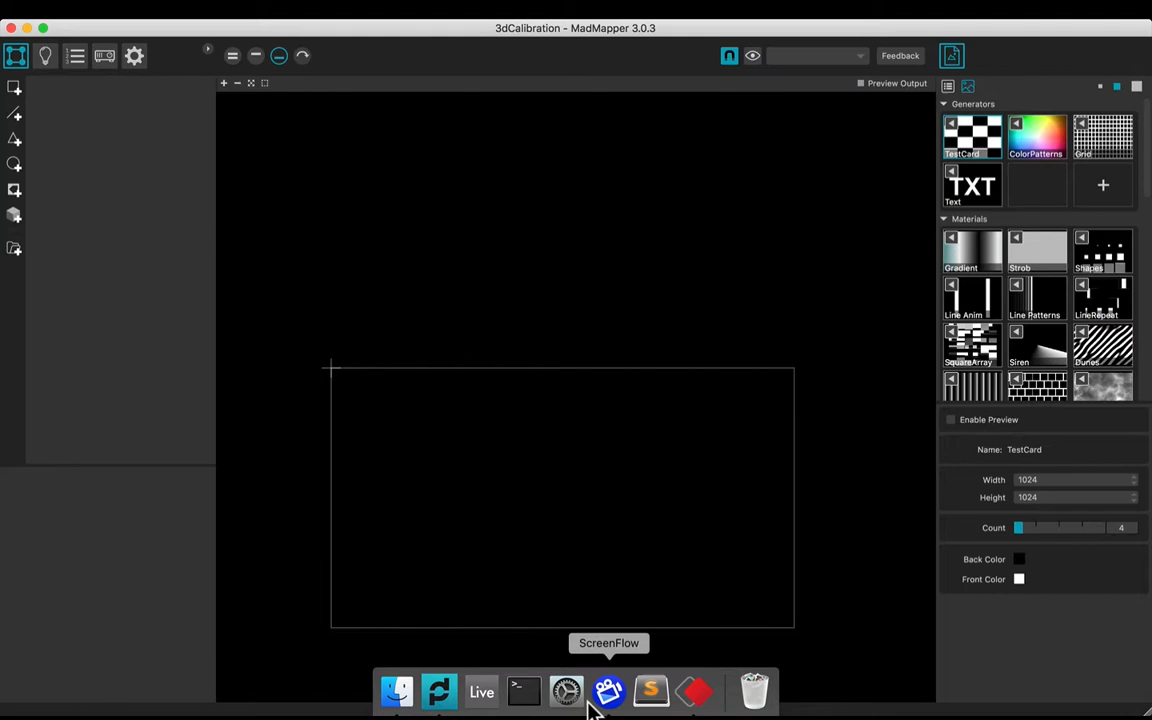 3dCalibration - MadMapper 3.0.3
Feedback
Preview Output
Generators
TestCard
ColorPatterns
Grid
TXT
Text
Materials
Gradient
Strob
Shapes
Line Anim
Line Patterns
LineRepeat
SquareArray
Siren
Dunes
Enable Preview
Name: TestCard
Width 1024
Height 1024
Count 4
Back Color
Front Color
ScreenFlow
Live